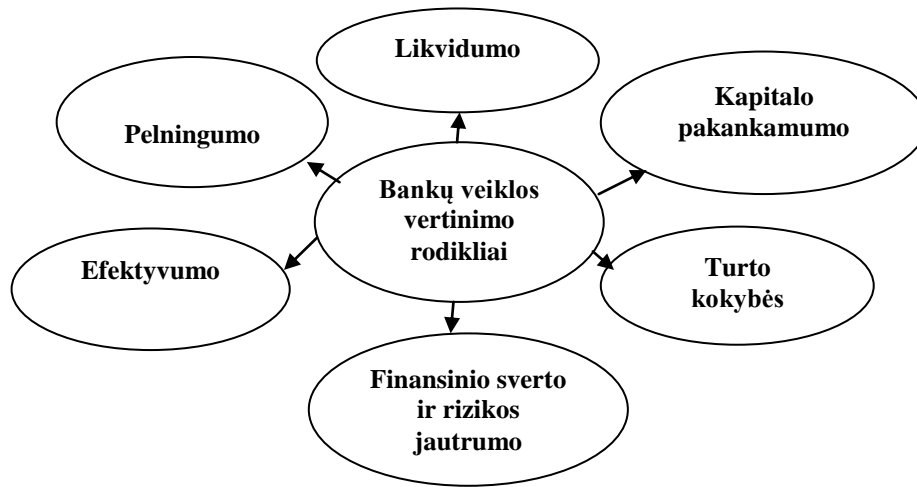 Likvidumo
Kapitalo
pakankamumo
Pelningumo
Bankų veiklos
vertinimo
rodikliai
Efektyvumo
Turto
kokybės
Finansinio sverto
ir rizikos
jautrumo